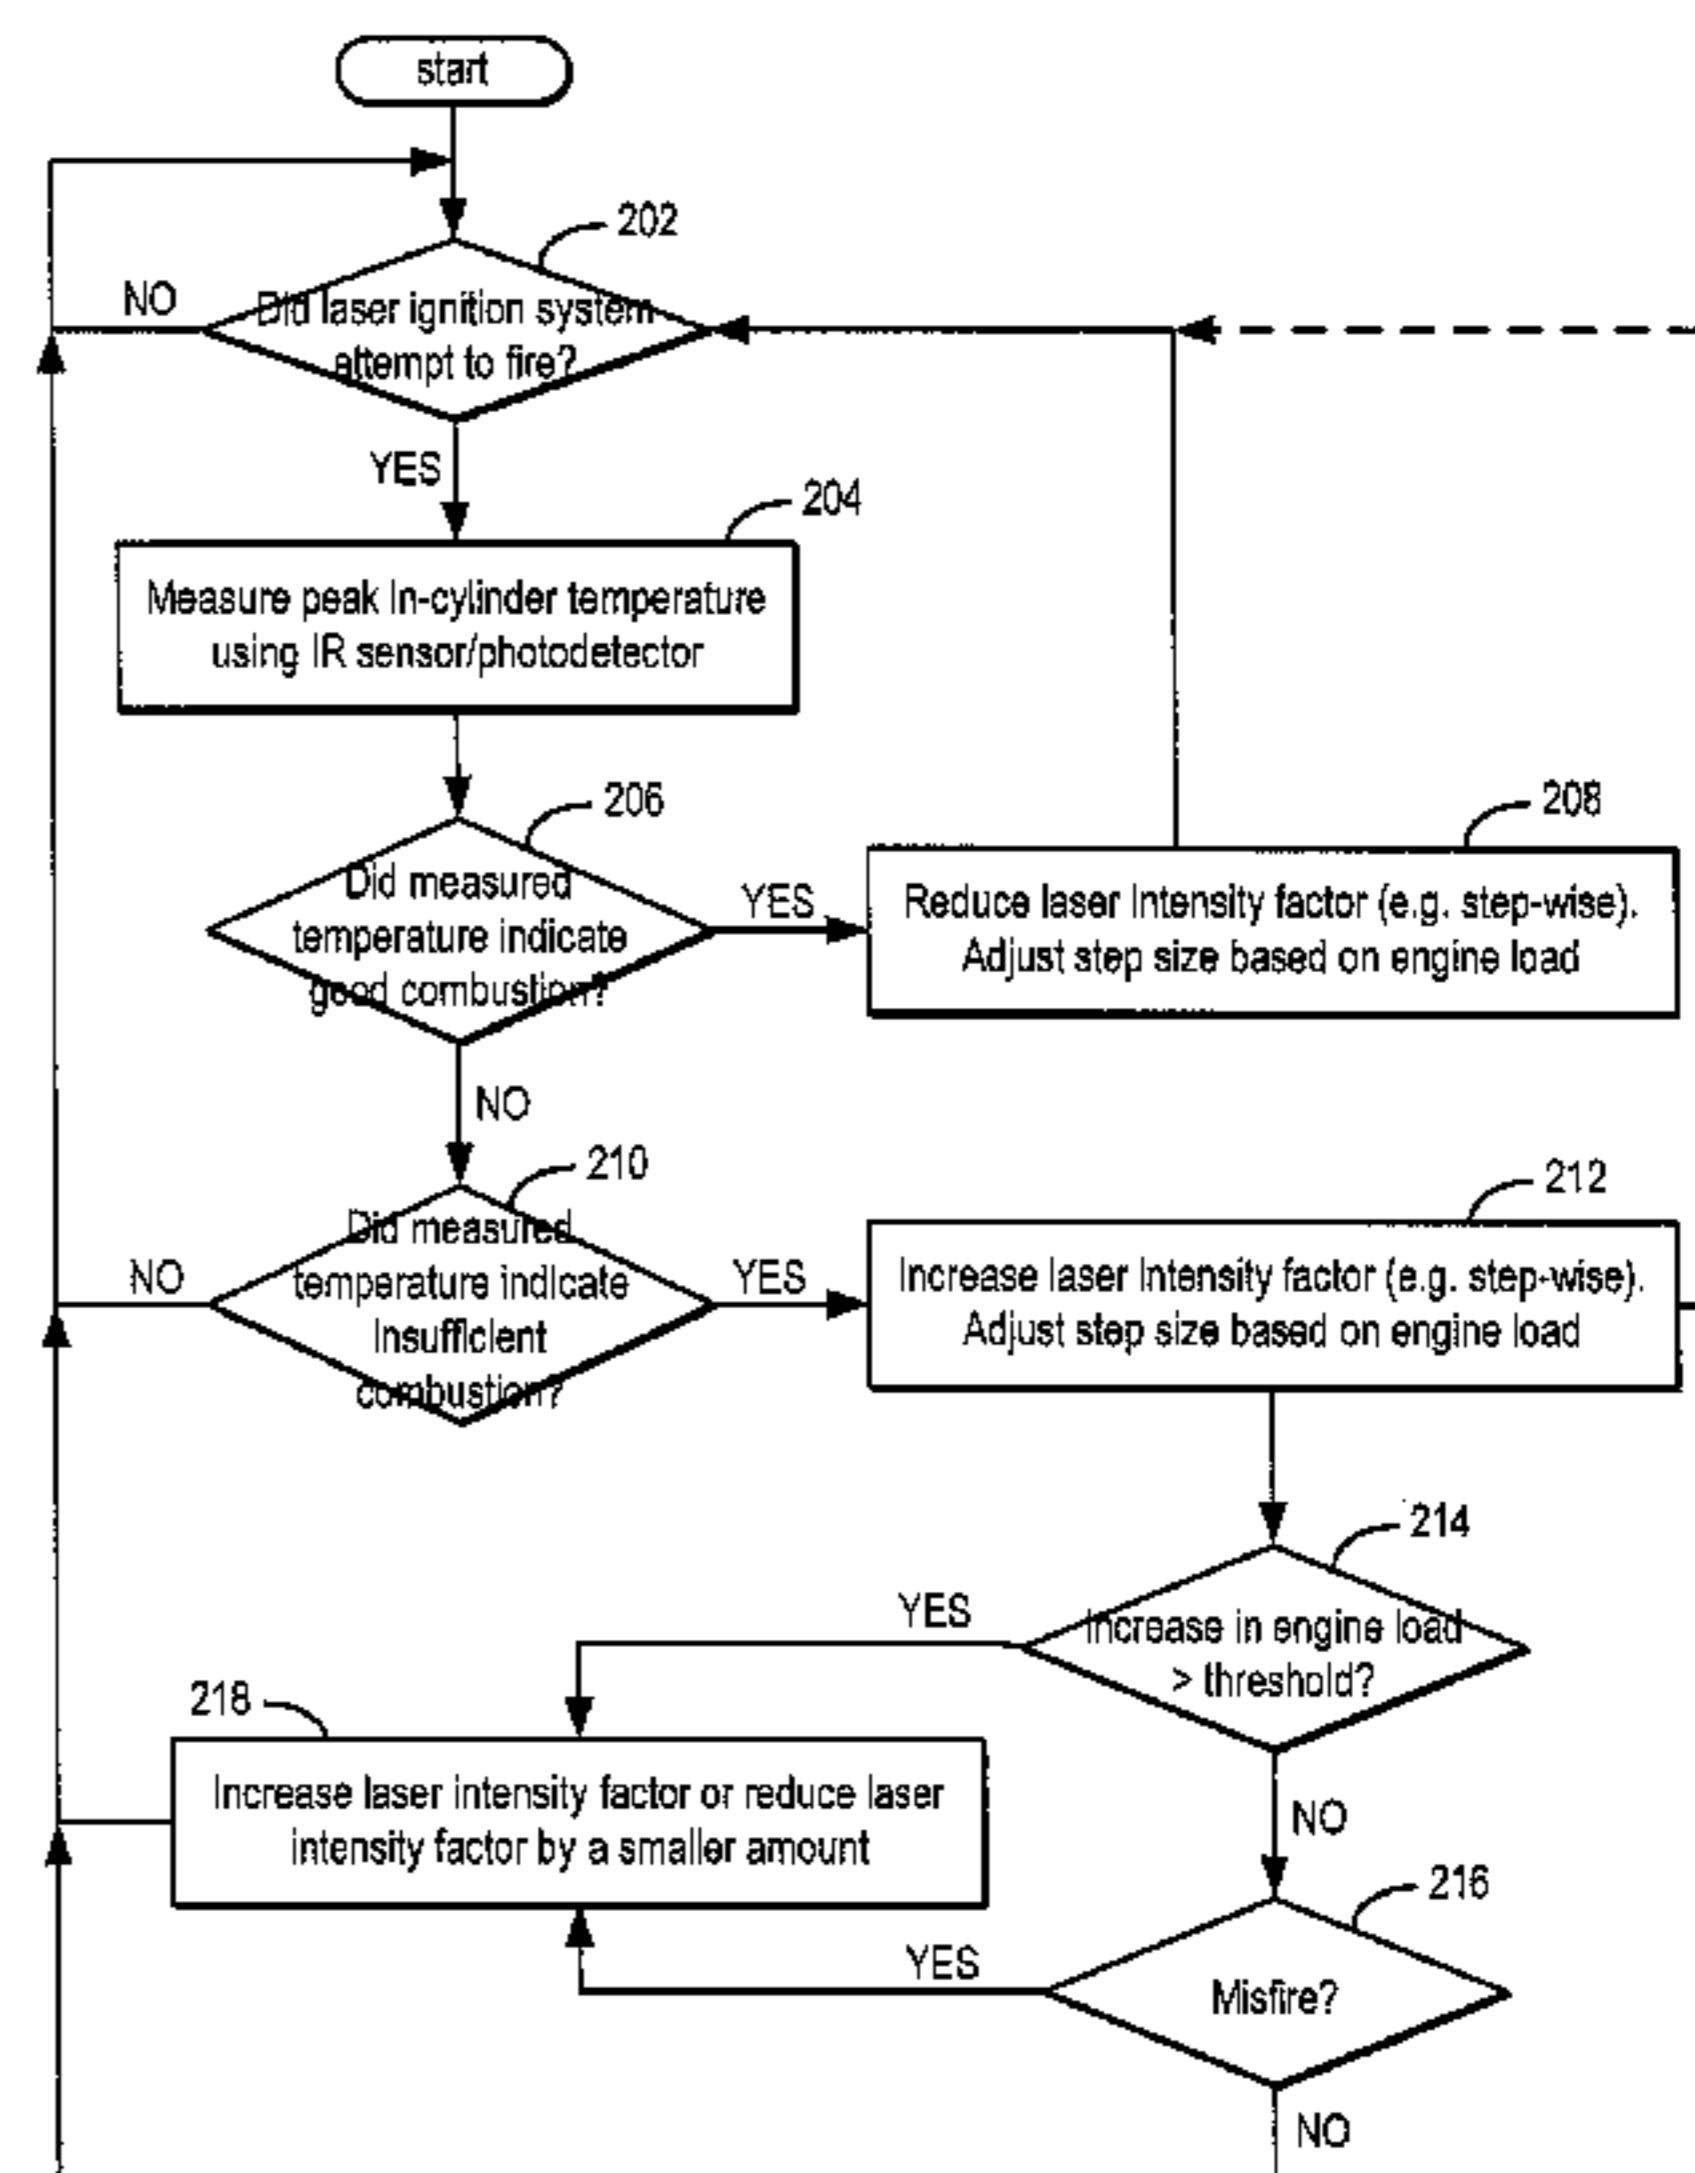 start
202
NO
Did laser ignition system
attempt to fire?
YES
204
Measure peak In-cylinder temperature
using IR sensor/photodetector
206
208
Did measured
temperature indicate
good combustion?
YES
Reduce laser Intensity factor (e.g. step-wise).
Adjust step size based on engine load
NO
210
212
Did measured
temperature indicate
Insufficient
combustion?
NO
YES
Increase laser Intensity factor (e.g. step-wise).
Adjust step size based on engine load
214
YES
Increase in engine load
> threshold?
218
Increase laser intensity factor or reduce laser
intensity factor by a smaller amount
NO
216
YES
Misfire?
NO